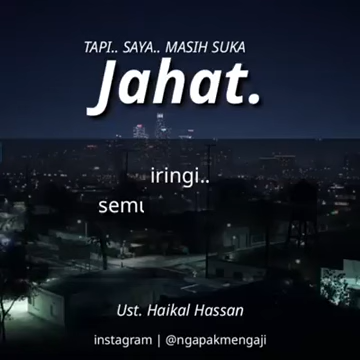 TAPI.. SAYA.. MASIH SUKA
Jahat.
iringi..
semu
Ust. Haikal Hassan
instagram | @ngapakmengaji